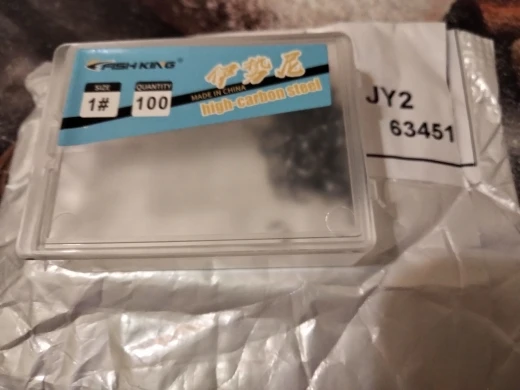 FISH KING
伊势尼
SIZE
1#
QUANTITY
100
MADE IN CHINA
high-carbon steel
JY2
63451